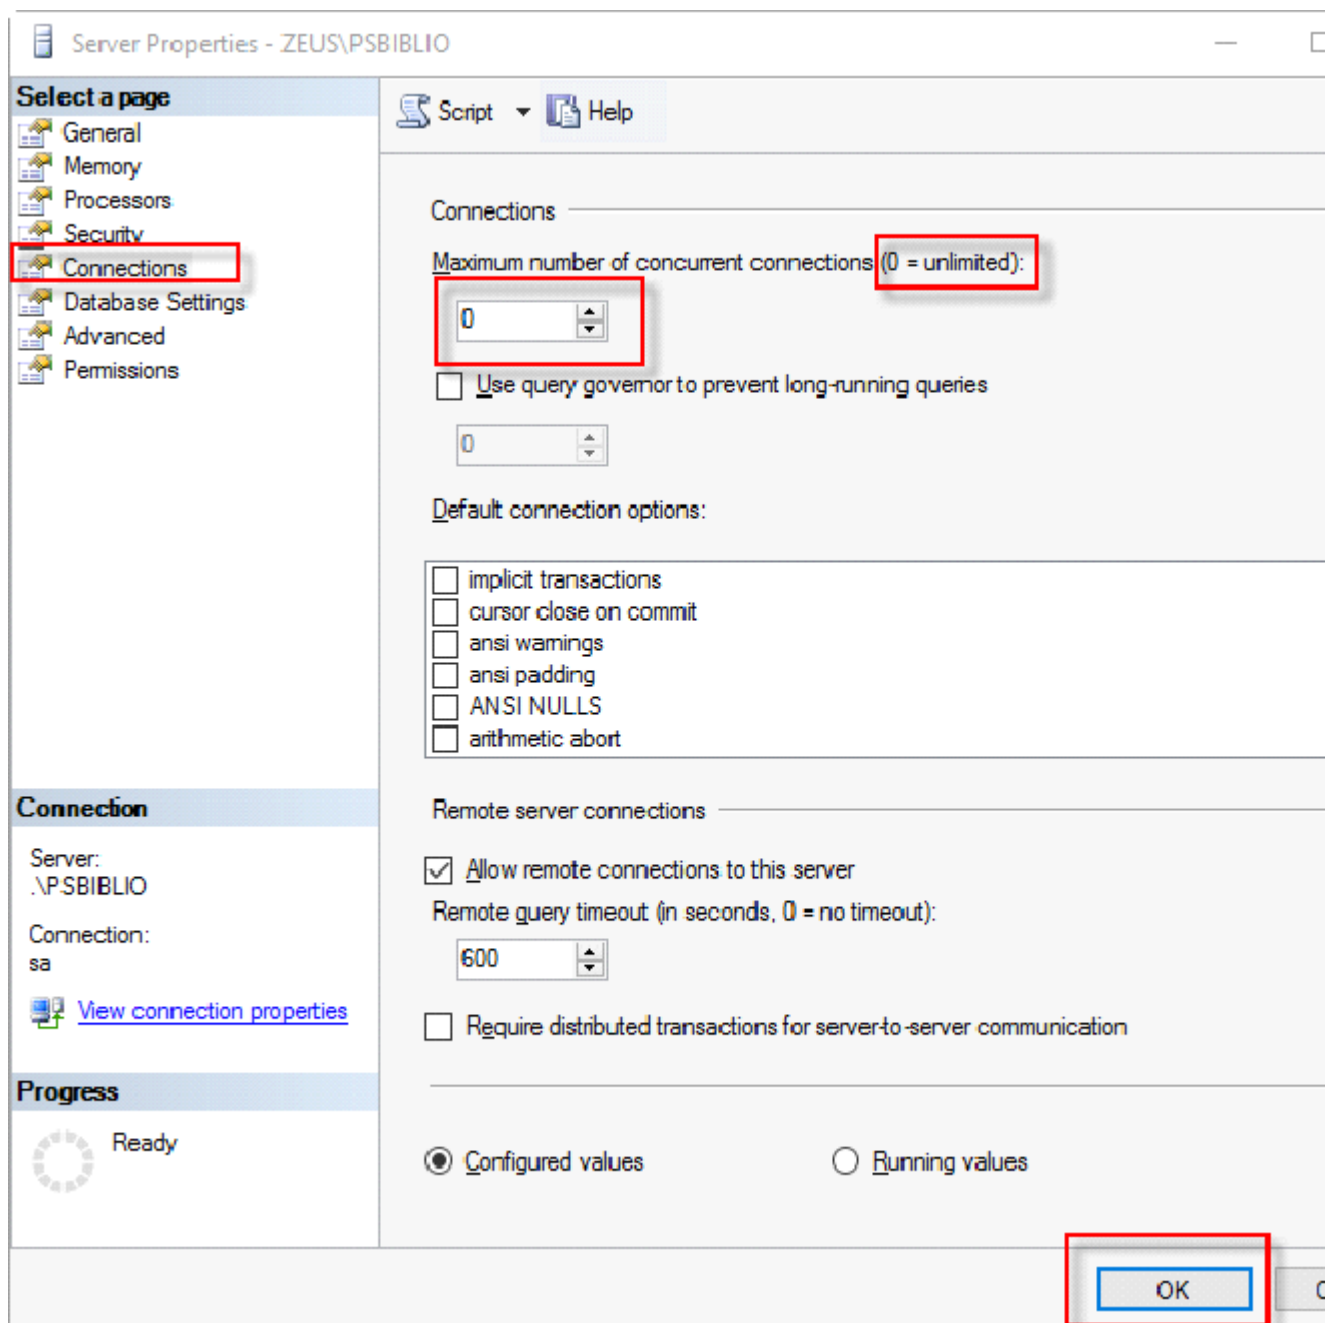 Server Properties - ZEUS\PSBIBLIO
Select a page
General
Memory
Processors
Security
Connections
Database Settings
Advanced
Permissions
Connection
Server:
.\PSBIBLIO
Connection:
sa
View connection properties
Progress
Ready
Script
Help
Connections
Maximum number of concurrent connections (0 = unlimited):
0
Use query governor to prevent long-running queries
0
Default connection options:
implicit transactions
cursor close on commit
ansi warnings
ansi padding
ANSI NULLS
arithmetic abort
Remote server connections
Allow remote connections to this server
Remote query timeout (in seconds, 0 = no timeout):
600
Require distributed transactions for server-to-server communication
Configured values
Running values
OK